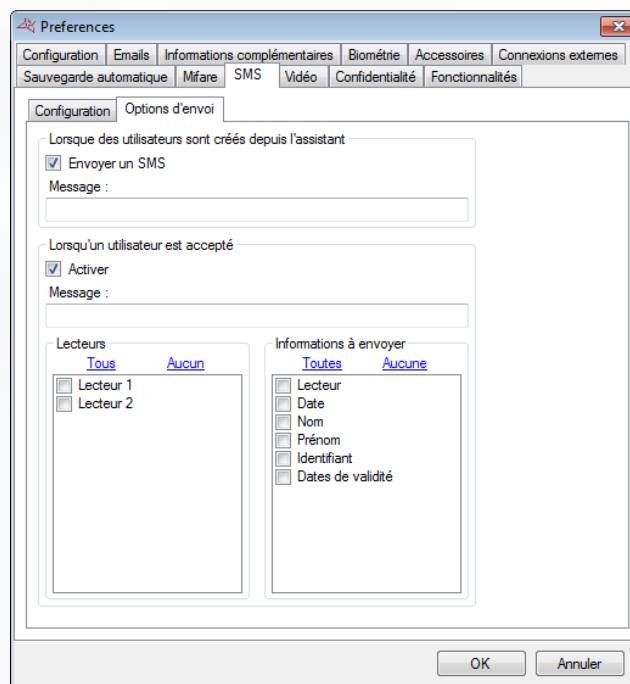 Preferences
Configuration Emails Informations complémentaires Biométrie Accessoires Connexions externes
Sauvegarde automatique Mifare SMS Vidéo Confidentialité Fonctionnalités
Configuration Options d'envoi
Lorsque des utilisateurs sont créés depuis l'assistant
Envoyer un SMS
Message :
Lorsqu'un utilisateur est accepté
Activer
Message :
Lecteurs
Tous Aucun
Lecteur 1
Lecteur 2
Informations à envoyer
Toutes Aucune
Lecteur
Date
Nom
Prénom
Identifiant
Dates de validité
OK Annuler